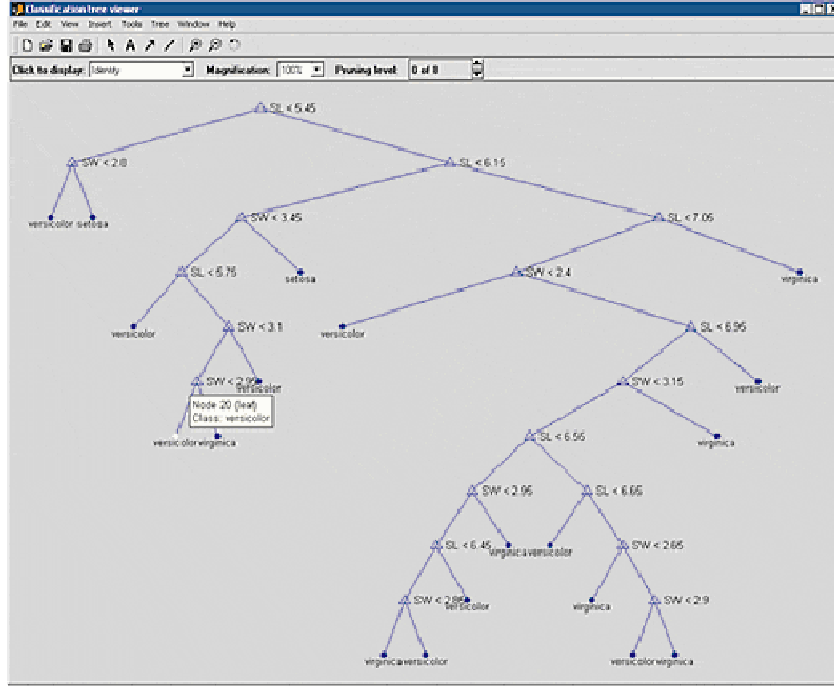 Classification tree viewer
File Edit View Insert Tools Tree Window Help
Click to display: Identity Magnification: 100% Pruning level: 0 of 8
SL < 5.45
SW < 2.8 SL < 6.15
versicolor setosa SW < 3.45 SL < 7.05
SL < 5.75 setosa SW < 2.4 virginica
versicolor SW < 3.1 versicolor SL < 6.95
SW < 2.95 versicolor SW < 3.15 versicolor
Node 20 (leaf)
Class: versicolor
versicolor virginica SL < 6.55 virginica
SW < 2.95 SL < 6.65
SL < 6.45 virginica versicolor SW < 2.65
SW < 2.85 versicolor virginica SW < 2.9
virginica versicolor versicolor virginica